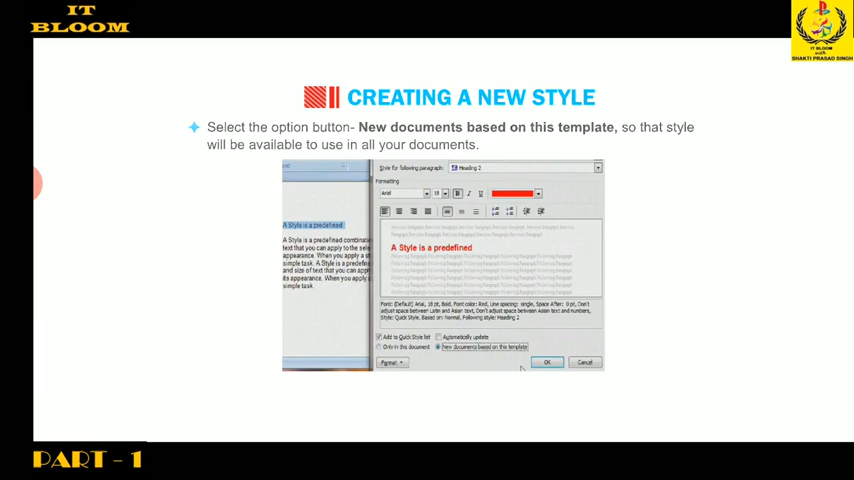 IT
BLOOM
IT BLOOM
with
SHAKTI PRASAD SINGH
CREATING A NEW STYLE
Select the option button- New documents based on this template, so that style
will be available to use in all your documents.
Style for following paragraph: Heading 2
Formatting
Arial 18 B I U
A Style is a predefined
A Style is a predefined combina
text that you can apply to the sele
appearance. When you apply a st
simple task. A Style is a predefin
and size of text that you can app
its appearance. When you apply
simple task.
A Style is a predefined
Font: (Default) Arial, 18 pt, Bold, Font color: Red, Line spacing: single, Space After: 0 pt, Don't
adjust space between Latin and Asian text, Don't adjust space between Asian text and numbers,
Style: Quick Style, Based on: Normal, Following style: Heading 2
Add to Quick Style list Automatically update
Only in this document New documents based on this template
Format OK Cancel
PART - 1